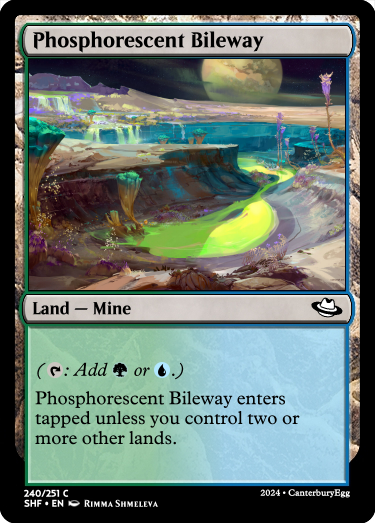 Phosphorescent Bileway
Land — Mine
( : Add or .)
Phosphorescent Bileway enters
tapped unless you control two or
more other lands.
240/251 C
SHF • EN Rimma Shmeleva
2024 • CanterburyEgg